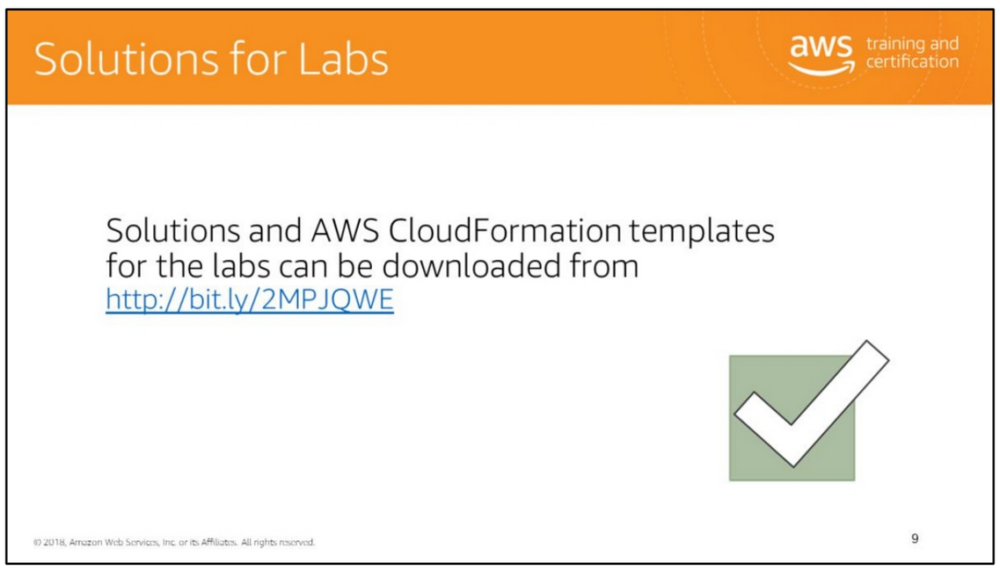 Solutions for Labs
aws training and
certification
Solutions and AWS CloudFormation templates
for the labs can be downloaded from
http://bit.ly/2MPJQWE
© 2018, Amazon Web Services, Inc. or its Affiliates. All rights reserved.
9